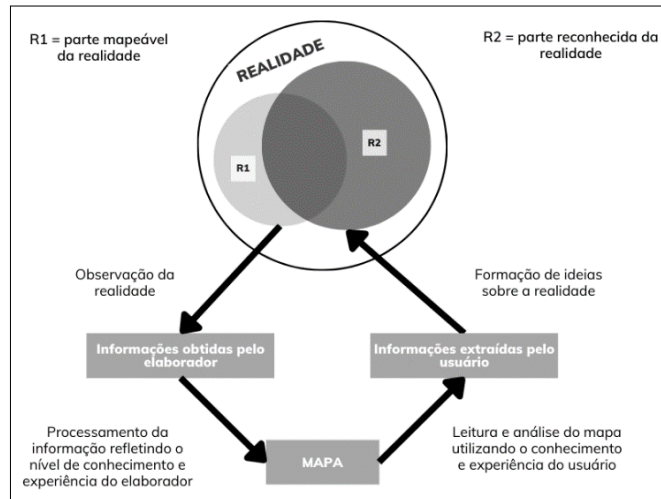 R1 = parte mapeável
da realidade
R2 = parte reconhecida da
realidade
REALIDADE
R1
R2
Observação da
realidade
Formação de ideias
sobre a realidade
Informações obtidas pelo
elaborador
Informações extraídas pelo
usuário
Processamento da
informação refletindo o
nível de conhecimento e
experiência do elaborador
MAPA
Leitura e análise do mapa
utilizando o conhecimento
e experiência do usuário